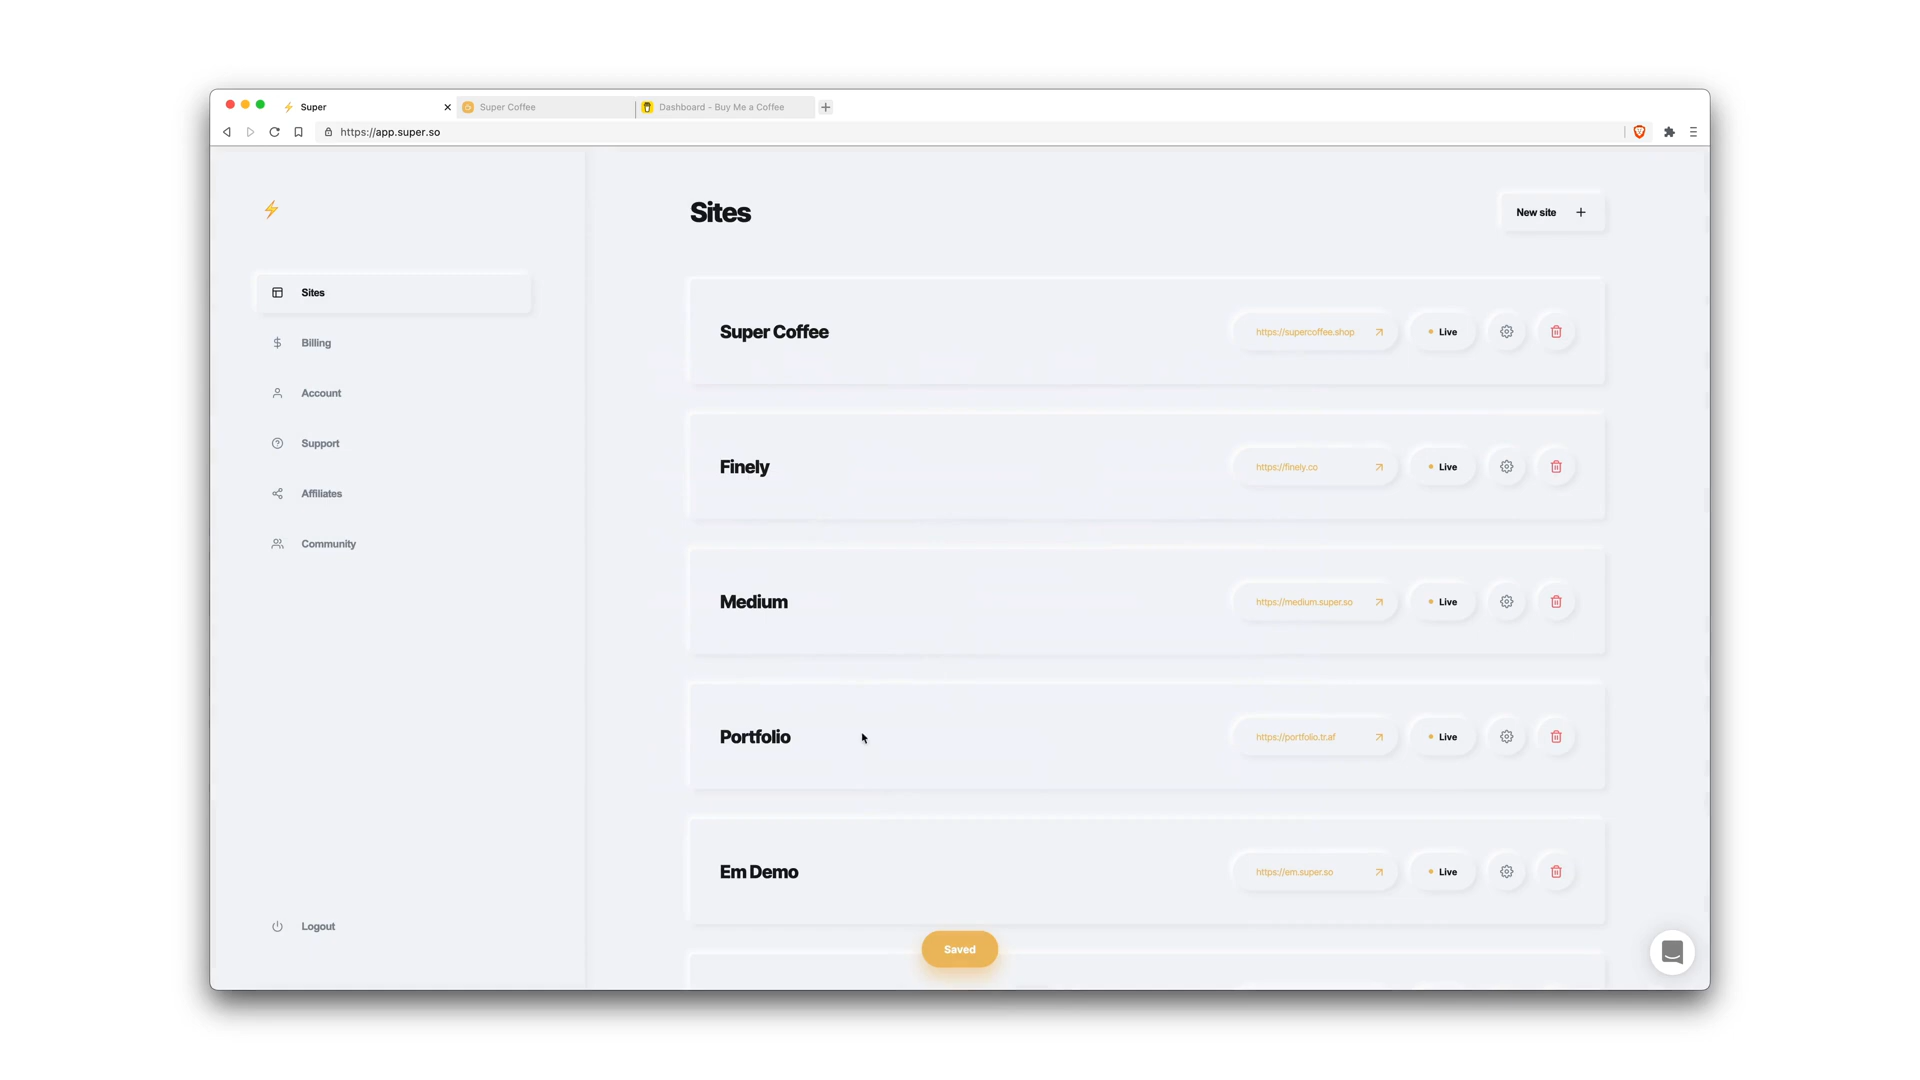 Super
Super Coffee
Dashboard - Buy Me a Coffee
https://app.super.so
Sites
New site
Sites
Billing
Account
Support
Affiliates
Community
Logout
Super Coffee
https://supercoffee.shop
Live
Finely
https://finely.co
Live
Medium
https://medium.super.so
Live
Portfolio
https://portfolio.tr.af
Live
Em Demo
https://em.super.so
Live
Saved